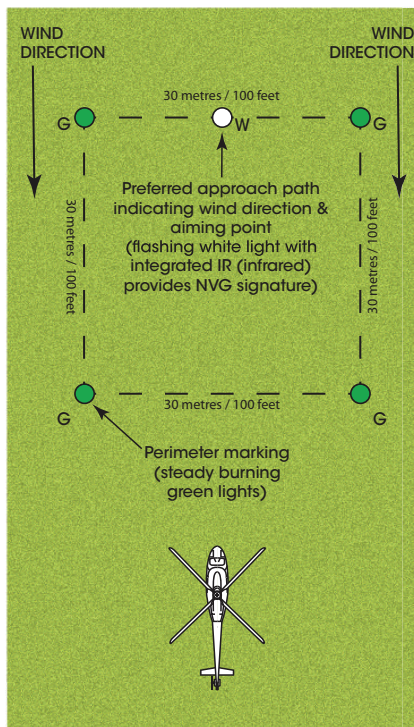 WIND
DIRECTION
WIND
DIRECTION
30 metres / 100 feet
G
W
G
Preferred approach path
indicating wind direction &
aiming point
(flashing white light with
integrated IR (infrared)
provides NVG signature)
30 metres / 100 feet
30 metres / 100 feet
30 metres / 100 feet
G
G
Perimeter marking
(steady burning
green lights)